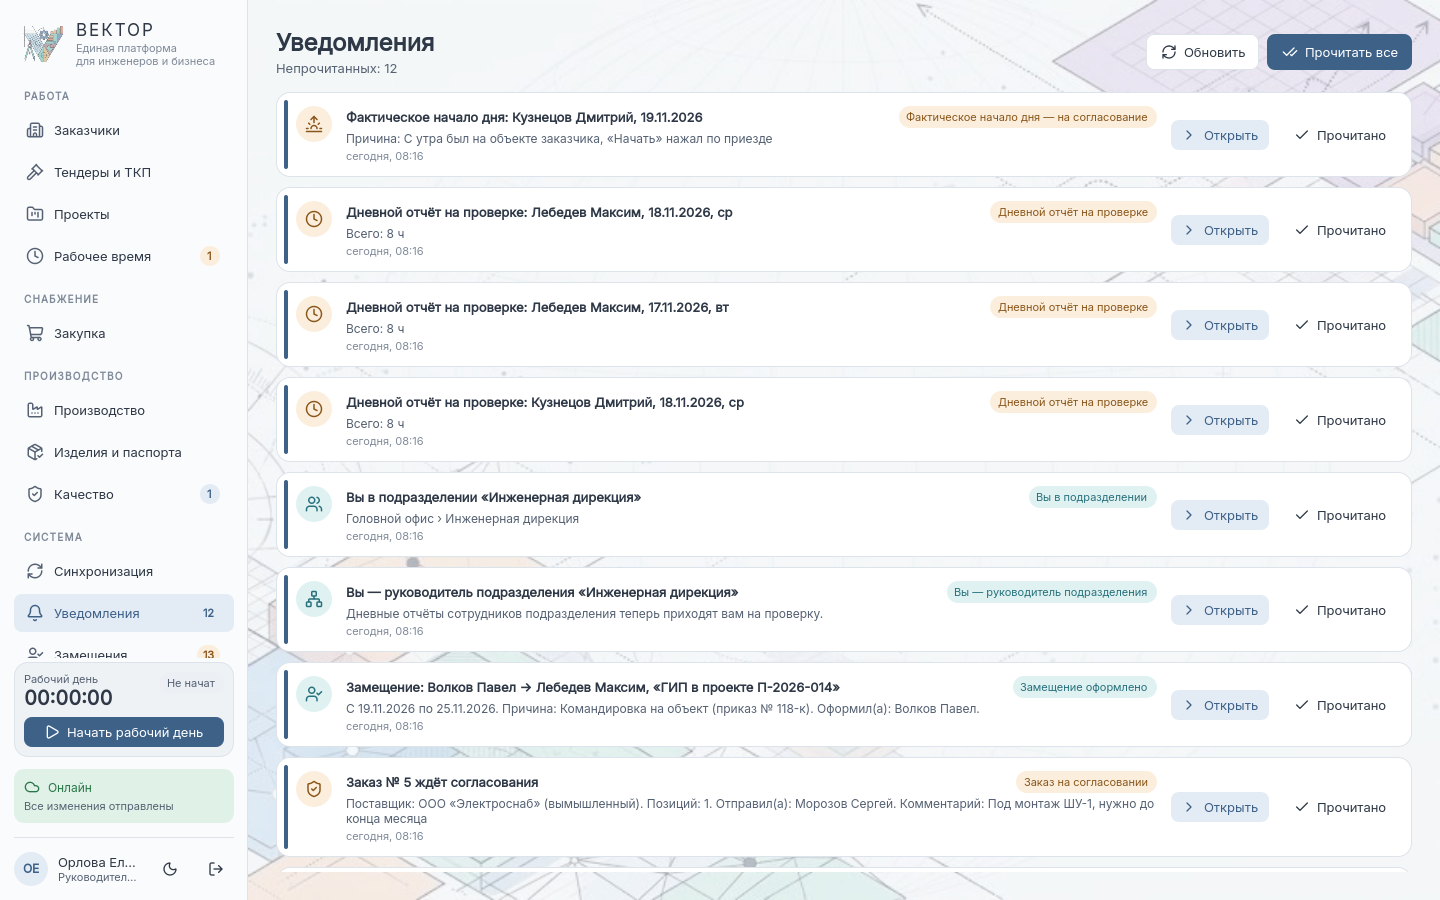 ВЕКТОР
Единая платформа
для инженеров и бизнеса
РАБОТА
Заказчики
Тендеры и ТКП
Проекты
Рабочее время 1
СНАБЖЕНИЕ
Закупка
ПРОИЗВОДСТВО
Производство
Изделия и паспорта
Качество 1
СИСТЕМА
Синхронизация
Уведомления 12
Замещения 13
Рабочий день
Не начат
00:00:00
Начать рабочий день
Онлайн
Все изменения отправлены
ОЕ
Орлова Ел...
Руководител...
Уведомления
Непрочитанных: 12
Обновить
Прочитать все
Фактическое начало дня: Кузнецов Дмитрий, 19.11.2026
Фактическое начало дня — на согласование
Причина: С утра был на объекте заказчика, «Начать» нажал по приезде
сегодня, 08:16
Открыть
Прочитано
Дневной отчёт на проверке: Лебедев Максим, 18.11.2026, ср
Дневной отчёт на проверке
Всего: 8 ч
сегодня, 08:16
Открыть
Прочитано
Дневной отчёт на проверке: Лебедев Максим, 17.11.2026, вт
Дневной отчёт на проверке
Всего: 8 ч
сегодня, 08:16
Открыть
Прочитано
Дневной отчёт на проверке: Кузнецов Дмитрий, 18.11.2026, ср
Дневной отчёт на проверке
Всего: 8 ч
сегодня, 08:16
Открыть
Прочитано
Вы в подразделении «Инженерная дирекция»
Вы в подразделении
Головной офис › Инженерная дирекция
сегодня, 08:16
Открыть
Прочитано
Вы — руководитель подразделения «Инженерная дирекция»
Вы — руководитель подразделения
Дневные отчёты сотрудников подразделения теперь приходят вам на проверку.
сегодня, 08:16
Открыть
Прочитано
Замещение: Волков Павел → Лебедев Максим, «ГИП в проекте П-2026-014»
Замещение оформлено
С 19.11.2026 по 25.11.2026. Причина: Командировка на объект (приказ № 118-к). Оформил(а): Волков Павел.
сегодня, 08:16
Открыть
Прочитано
Заказ № 5 ждёт согласования
Заказ на согласовании
Поставщик: ООО «Электроснаб» (вымышленный). Позиций: 1. Отправил(а): Морозов Сергей. Комментарий: Под монтаж ШУ-1, нужно до
конца месяца
сегодня, 08:16
Открыть
Прочитано